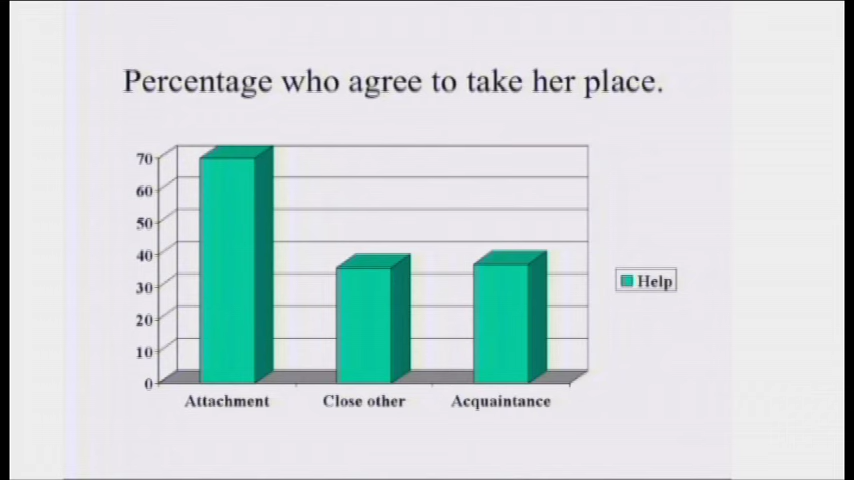 Percentage who agree to take her place.
70
60
50
40
30
20
10
0
Help
Attachment Close other Acquaintance